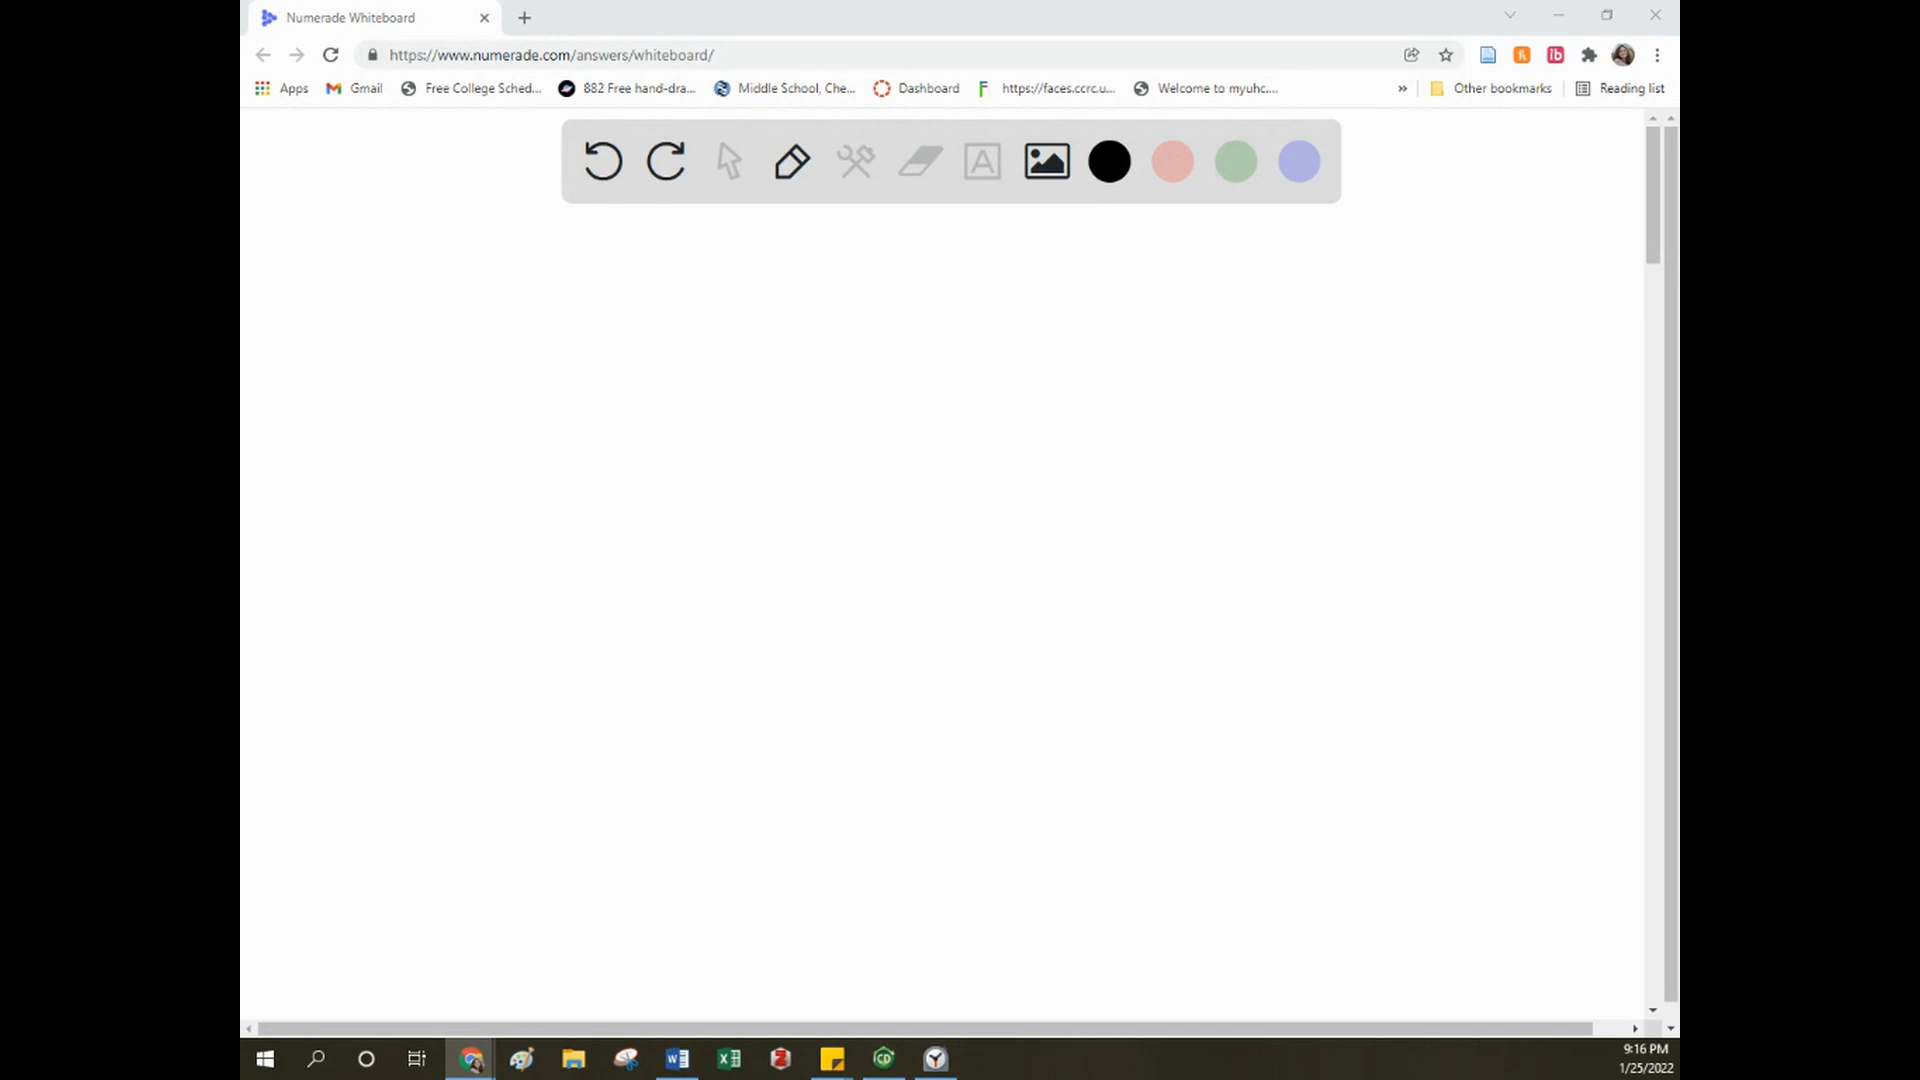 Numerade Whiteboard
https://www.numerade.com/answers/whiteboard/
Apps Gmail Free College Sched... 882 Free hand-dra... Middle School, Che... Dashboard https://faces.ccrc.u... Welcome to myuhc.... » Other bookmarks Reading list
A
9:16 PM
1/25/2022